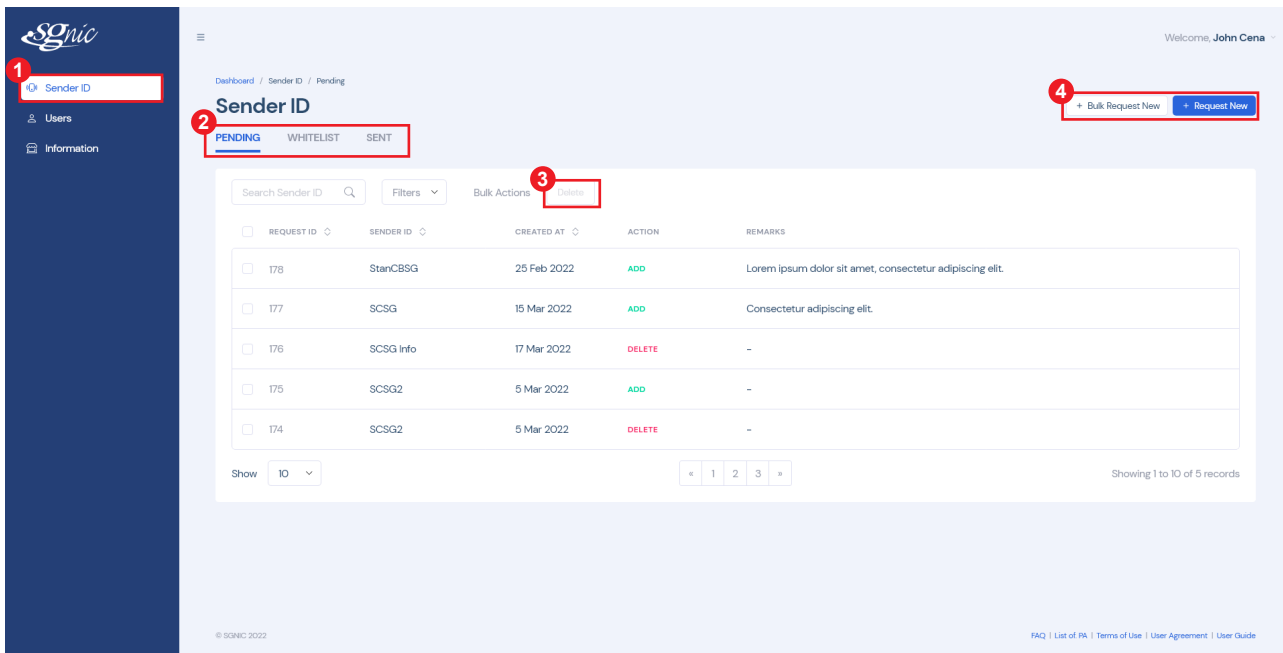 sgnic
Welcome, John Cena
1
Sender ID
Users
Information
Dashboard / Sender ID / Pending
Sender ID
4
+ Bulk Request New
+ Request New
2
PENDING WHITELIST SENT
3
Search Sender ID Filters Bulk Actions Delete
REQUEST ID SENDER ID CREATED AT ACTION REMARKS
178 StanCBSG 25 Feb 2022 ADD Lorem ipsum dolor sit amet, consectetur adipiscing elit.
177 SCSG 15 Mar 2022 ADD Consectetur adipiscing elit.
176 SCSG Info 17 Mar 2022 DELETE -
175 SCSG2 5 Mar 2022 ADD -
174 SCSG2 5 Mar 2022 DELETE -
Show 10 « 1 2 3 » Showing 1 to 10 of 5 records
© SGNIC 2022 FAQ | List of. PA | Terms of Use | User Agreement | User Guide